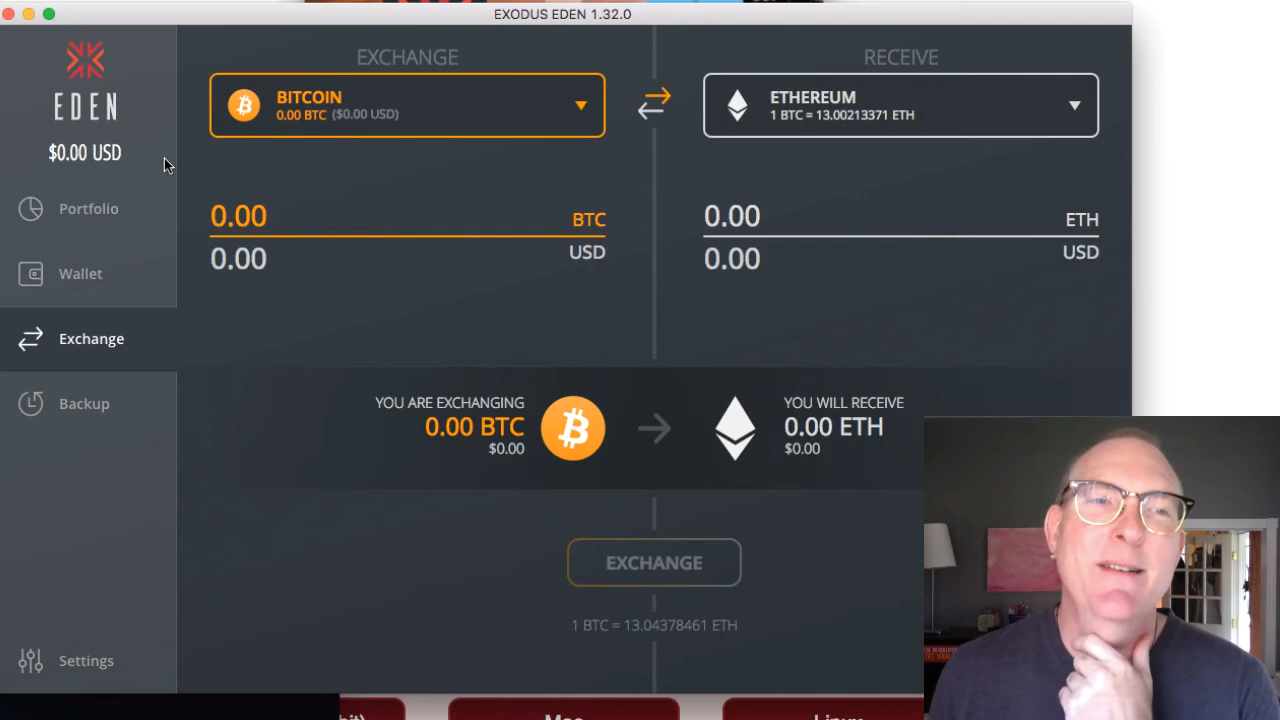 EXODUS EDEN 1.32.0
EDEN
$0.00 USD
Portfolio
Wallet
Exchange
Backup
Settings
EXCHANGE
BITCOIN
0.00 BTC ($0.00 USD)
0.00 BTC
0.00 USD
RECEIVE
ETHEREUM
1 BTC = 13.00213371 ETH
0.00 ETH
0.00 USD
YOU ARE EXCHANGING
0.00 BTC
$0.00
YOU WILL RECEIVE
0.00 ETH
$0.00
EXCHANGE
1 BTC = 13.04378461 ETH
Mac
Linux